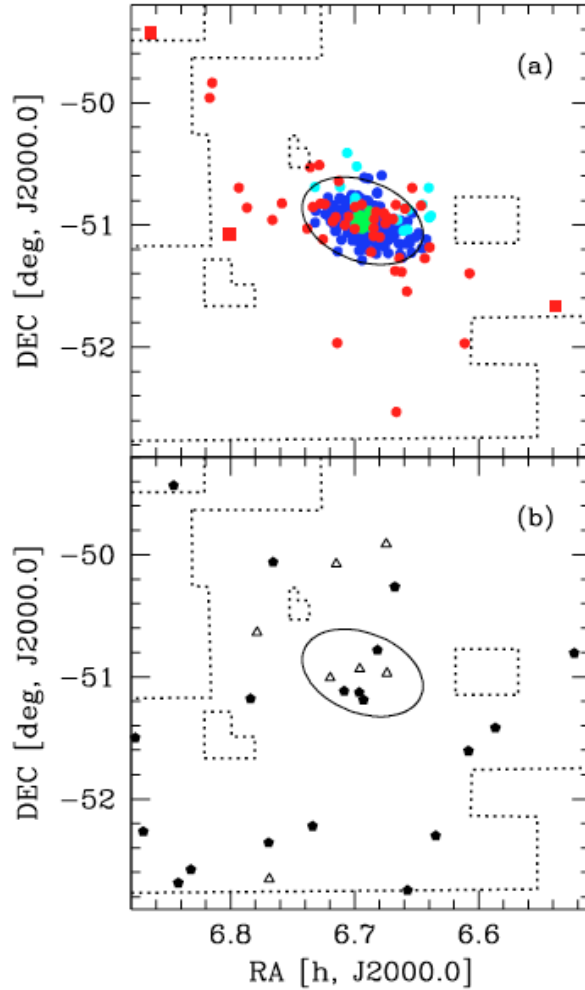 (a)
−50
−51
−52
DEC [deg, J2000.0]
(b)
−50
−51
−52
DEC [deg, J2000.0]
6.8 6.7 6.6
RA [h, J2000.0]